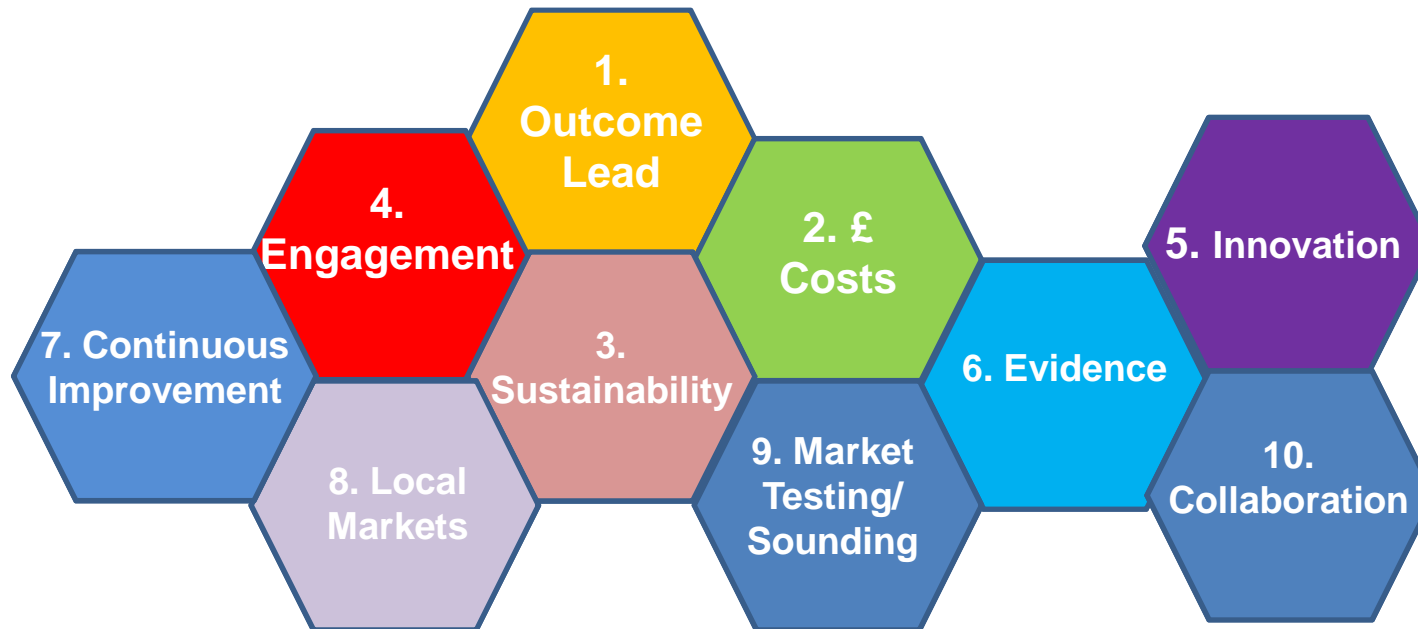 1.
Outcome
Lead
2. £
Costs
3.
Sustainability
4.
Engagement
5. Innovation
6. Evidence
7. Continuous
Improvement
8. Local
Markets
9. Market
Testing/
Sounding
10.
Collaboration